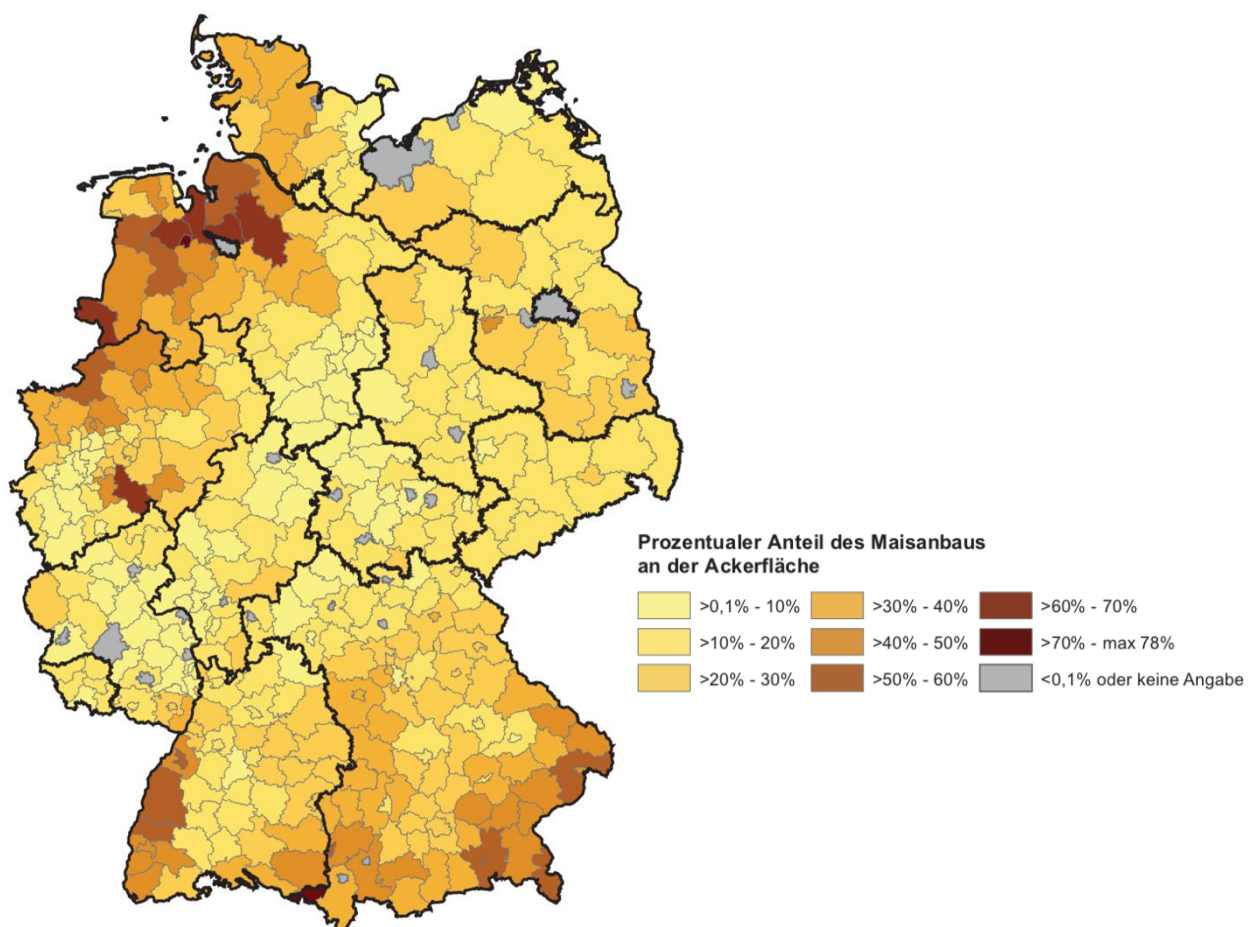 Prozentualer Anteil des Maisanbaus
an der Ackerfläche
>0,1% - 10%
>10% - 20%
>20% - 30%
>30% - 40%
>40% - 50%
>50% - 60%
>60% - 70%
>70% - max 78%
<0,1% oder keine Angabe